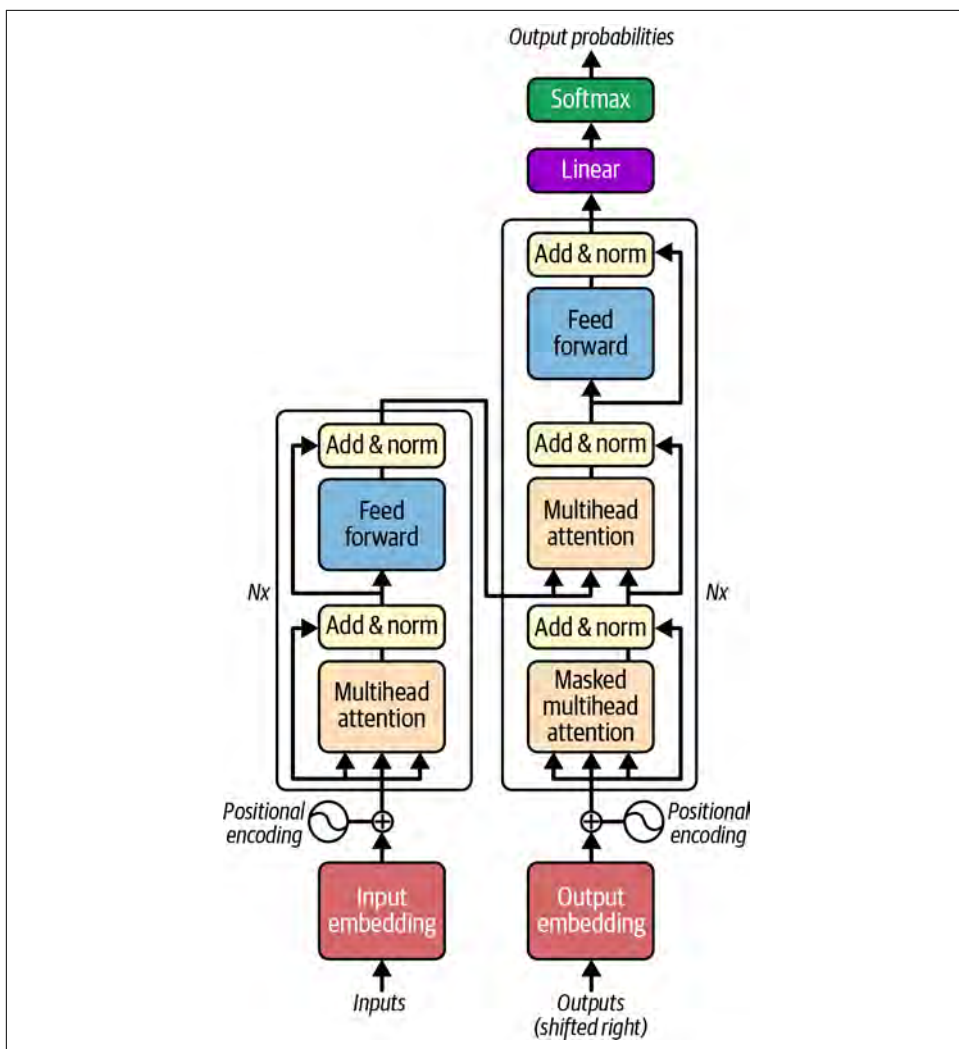 Output probabilities
Softmax
Linear
Add & norm
Feed
forward
Add & norm
Multihead
attention
Add & norm
Masked
multihead
attention
Nx
Positional
encoding
Output
embedding
Outputs
(shifted right)
Add & norm
Feed
forward
Nx
Add & norm
Multihead
attention
Positional
encoding
Input
embedding
Inputs